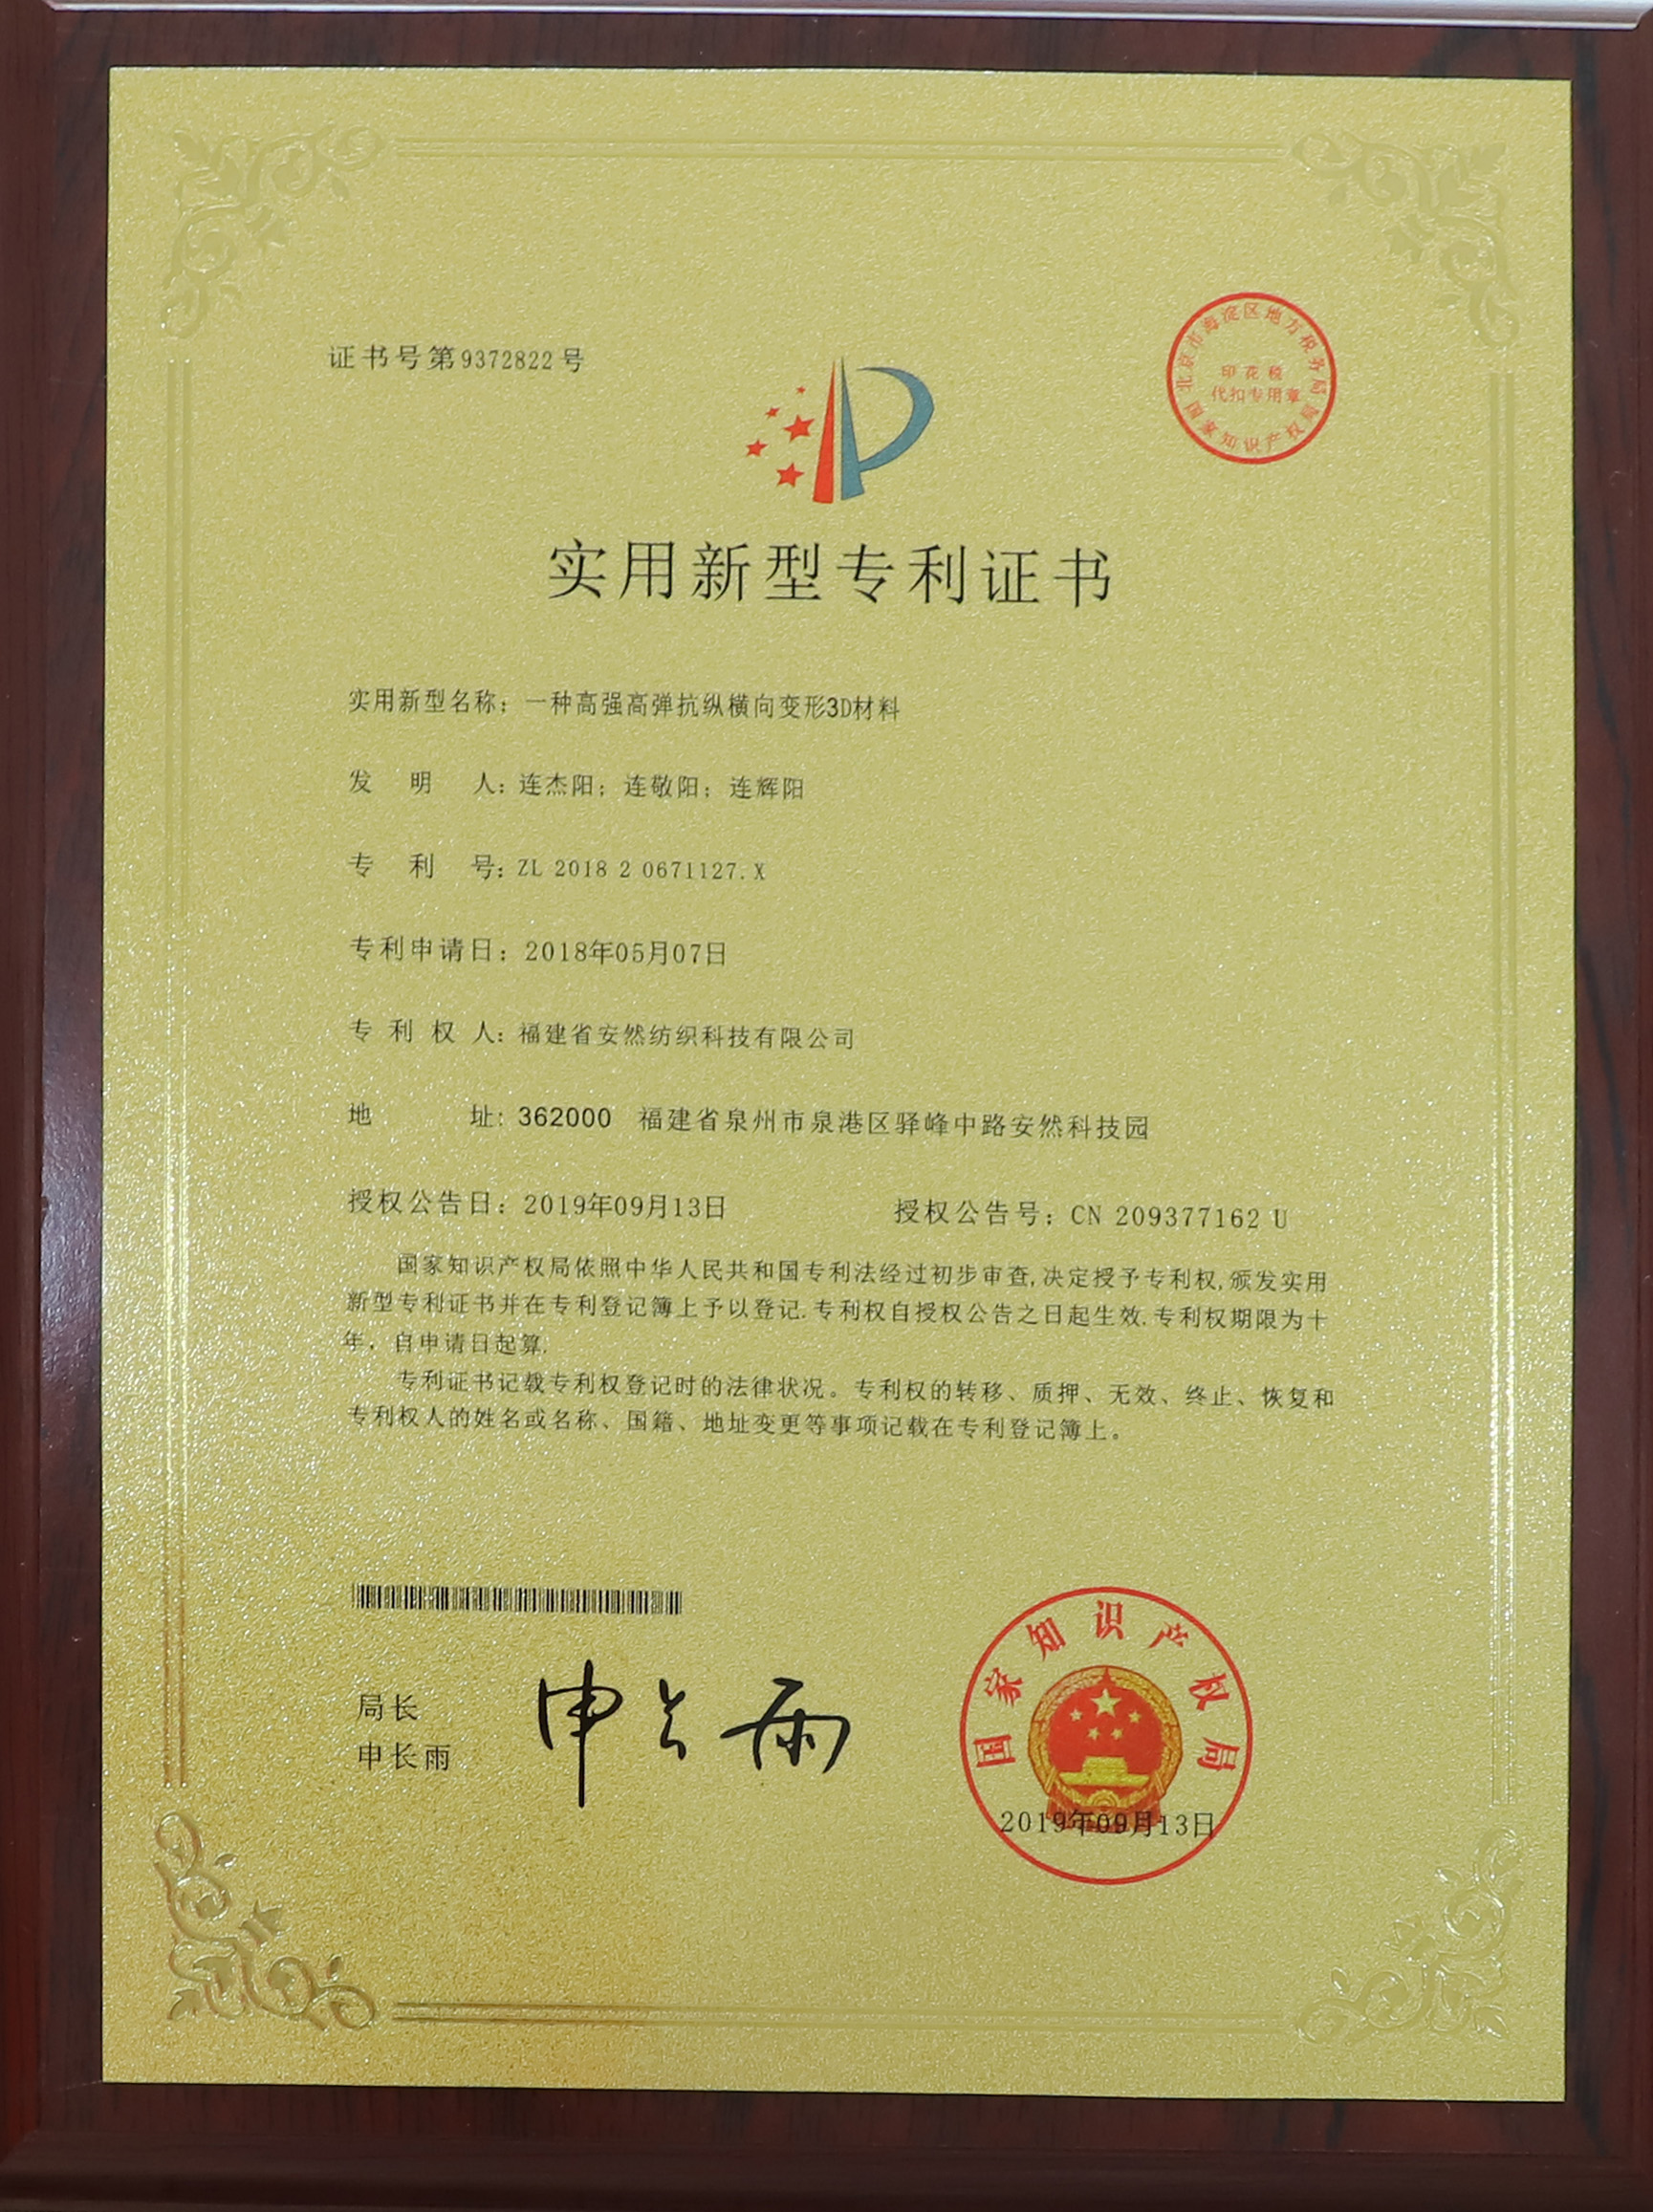 证书号第9372822号
北京市海淀区地方税务局
印花税
代扣专用章
国家知识产权局
实用新型专利证书
实用新型名称：一种高强高弹抗纵横向变形3D材料
发明人：连杰阳；连敬阳；连辉阳
专利号：ZL 2018 2 0671127.X
专利申请日：2018年05月07日
专利权人：福建省安然纺织科技有限公司
地址：362000 福建省泉州市泉港区驿峰中路安然科技园
授权公告日：2019年09月13日 授权公告号：CN 209377162 U
国家知识产权局依照中华人民共和国专利法经过初步审查,决定授予专利权,颁发实用
新型专利证书并在专利登记簿上予以登记.专利权自授权公告之日起生效.专利权期限为十
年，自申请日起算.
专利证书记载专利权登记时的法律状况。专利权的转移、质押、无效、终止、恢复和
专利权人的姓名或名称、国籍、地址变更等事项记载在专利登记簿上。
局长
申长雨
申长雨
国家知识产权局
2019年09月13日